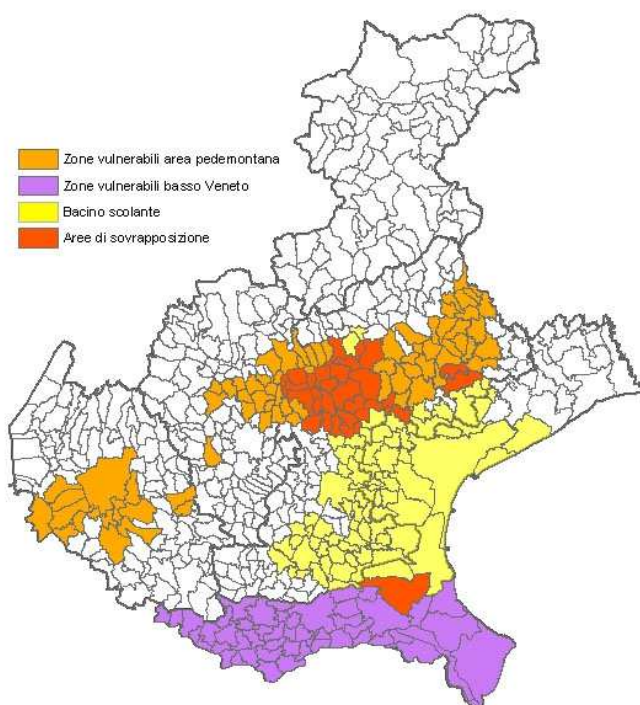 Zone vulnerabili area pedemontana
Zone vulnerabili basso Veneto
Bacino scolante
Aree di sovrapposizione